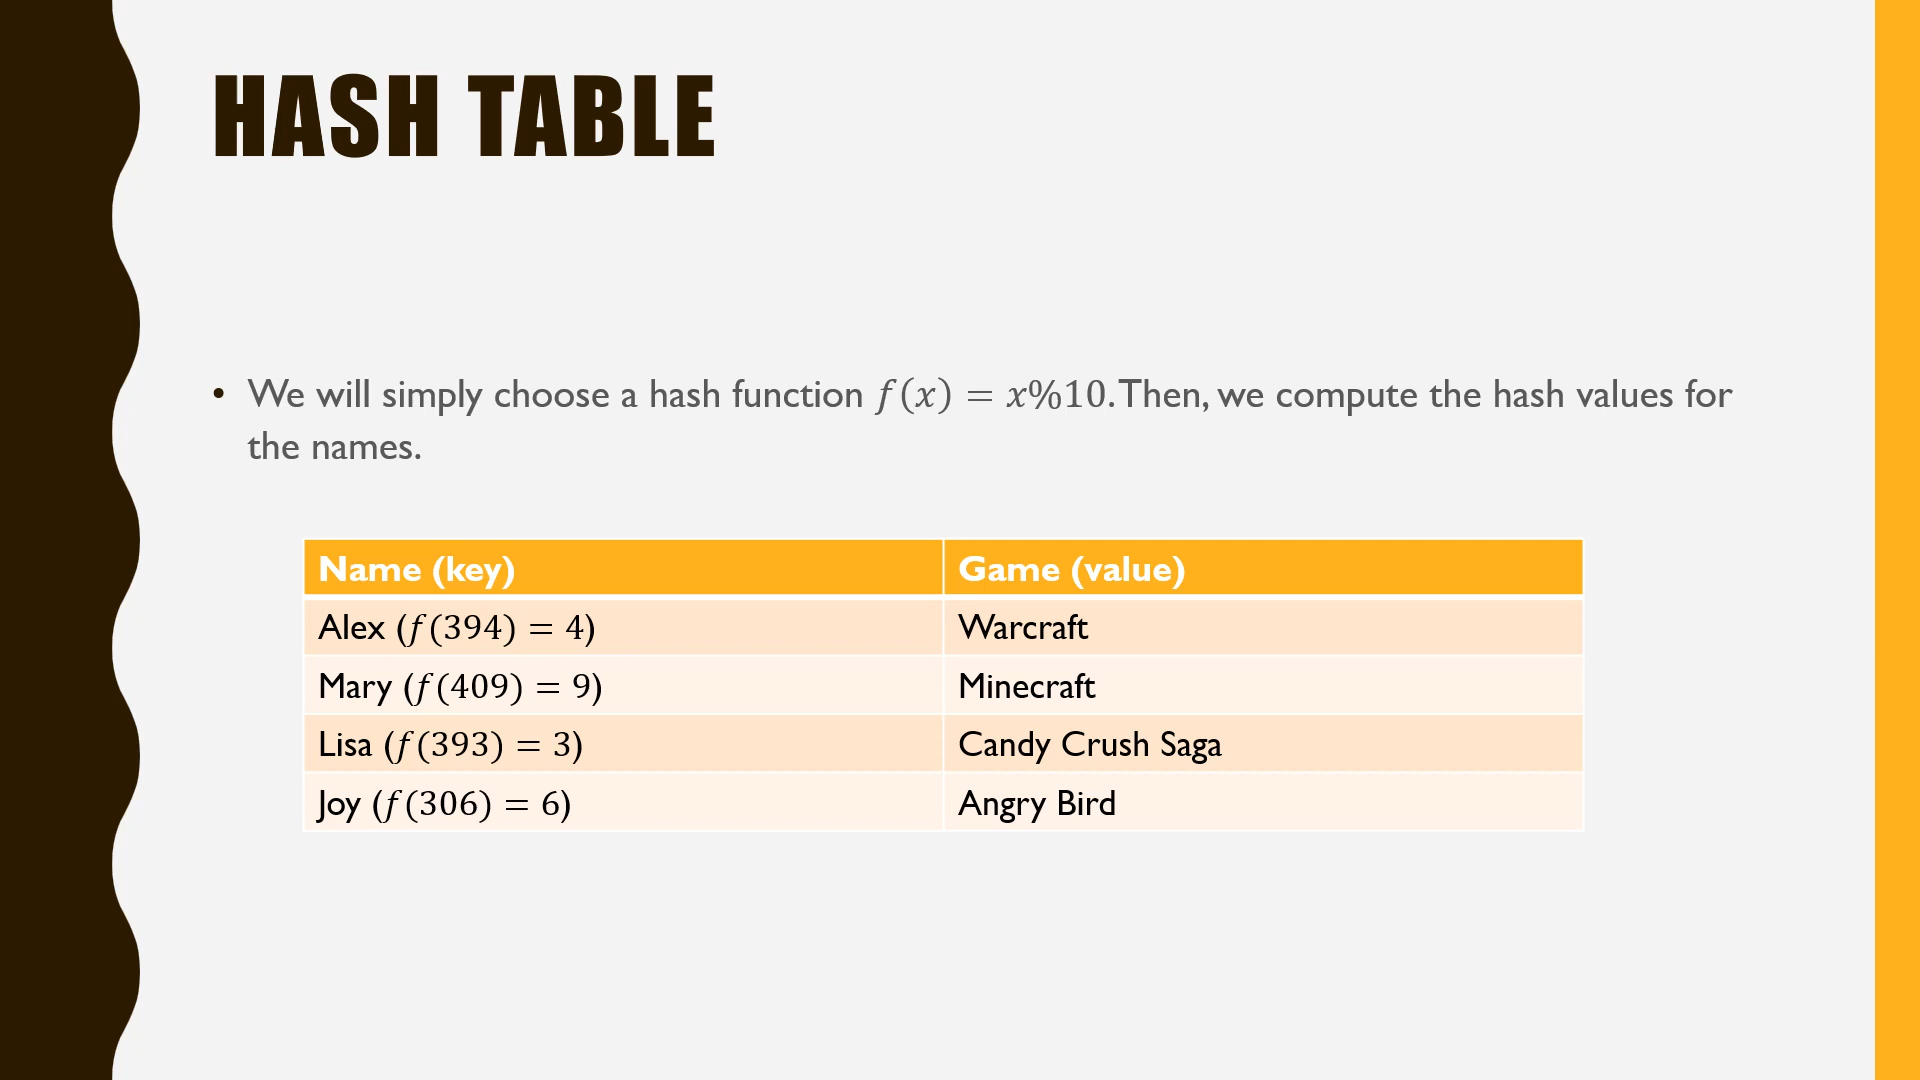 HASH TABLE
• We will simply choose a hash function f(x) = x%10. Then, we compute the hash values for
the names.
Name (key) Game (value)
Alex (f(394) = 4) Warcraft
Mary (f(409) = 9) Minecraft
Lisa (f(393) = 3) Candy Crush Saga
Joy (f(306) = 6) Angry Bird